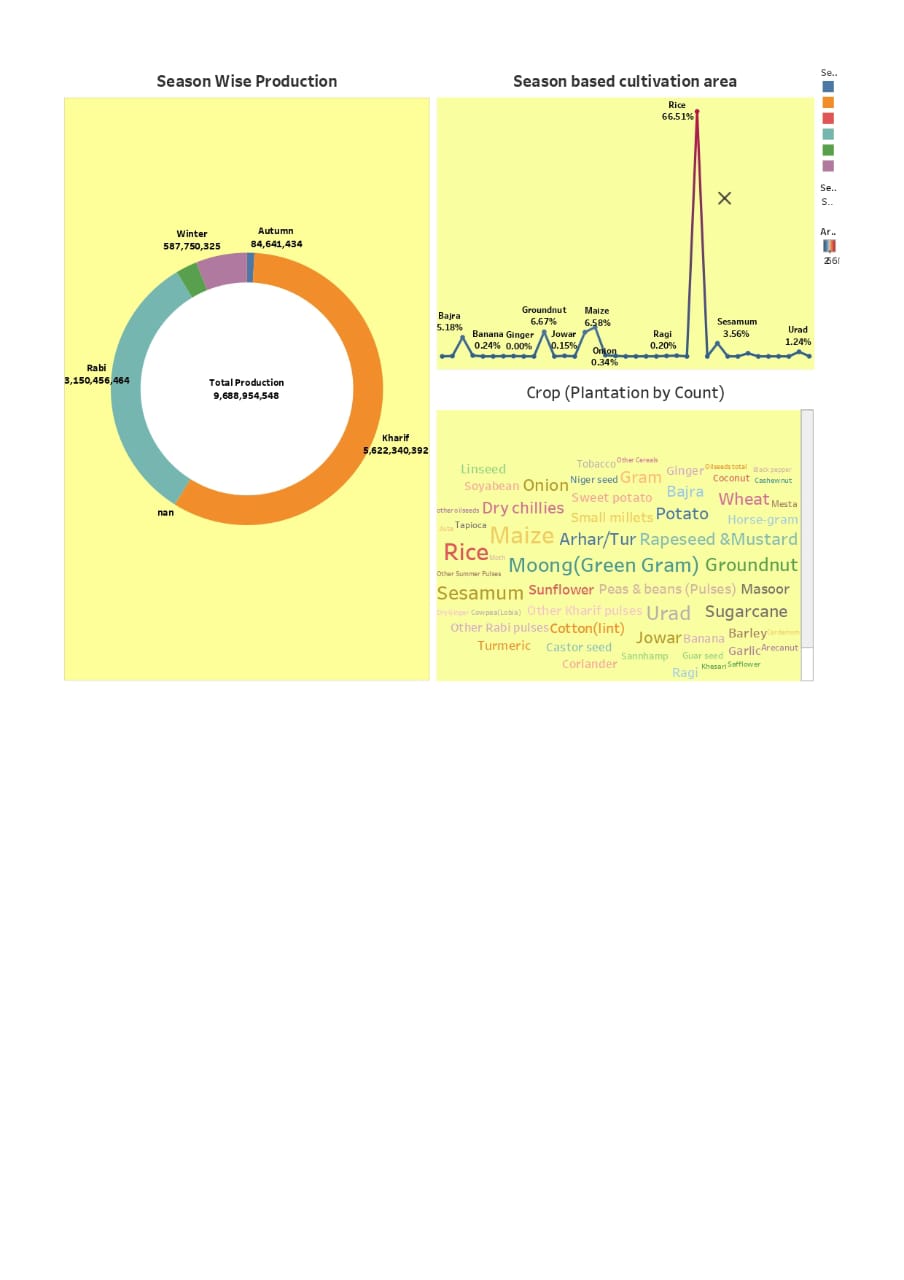 Season Wise Production
Winter
587,750,325
Autumn
84,641,434
Rabi
3,150,456,464
Total Production
9,688,954,548
Kharif
5,622,340,392
nan
Season based cultivation area
Rice
66.51%
Bajra
5.18%
Banana
0.24%
Ginger
0.00%
Groundnut
6.67%
Jowar
0.15%
Maize
6.58%
Onion
0.34%
Ragi
0.20%
Sesamum
3.56%
Urad
1.24%
Se..
Se..
S..
Ar..
Crop (Plantation by Count)
Tobacco Other Cereals
Linseed Niger seed Gram Ginger Oilseeds total Black pepper
Soyabean Onion Coconut Cashewnut
Sweet potato Bajra Wheat Mesta
other oilseeds Dry chillies Small millets Potato Horse-gram
Tapioca
Maize Arhar/Tur Rapeseed &Mustard
Rice Moth
Moong(Green Gram) Groundnut
Other Summer Pulses
Sesamum Sunflower Peas & beans (Pulses) Masoor
Dry Ginger Cowpea(Lobia) Other Kharif pulses Urad Sugarcane
Other Rabi pulses Cotton(lint) Jowar Banana Barley Cardamom
Turmeric Castor seed Sannhamp Guar seed Garlic Arecanut
Coriander Khesari Safflower
Ragi